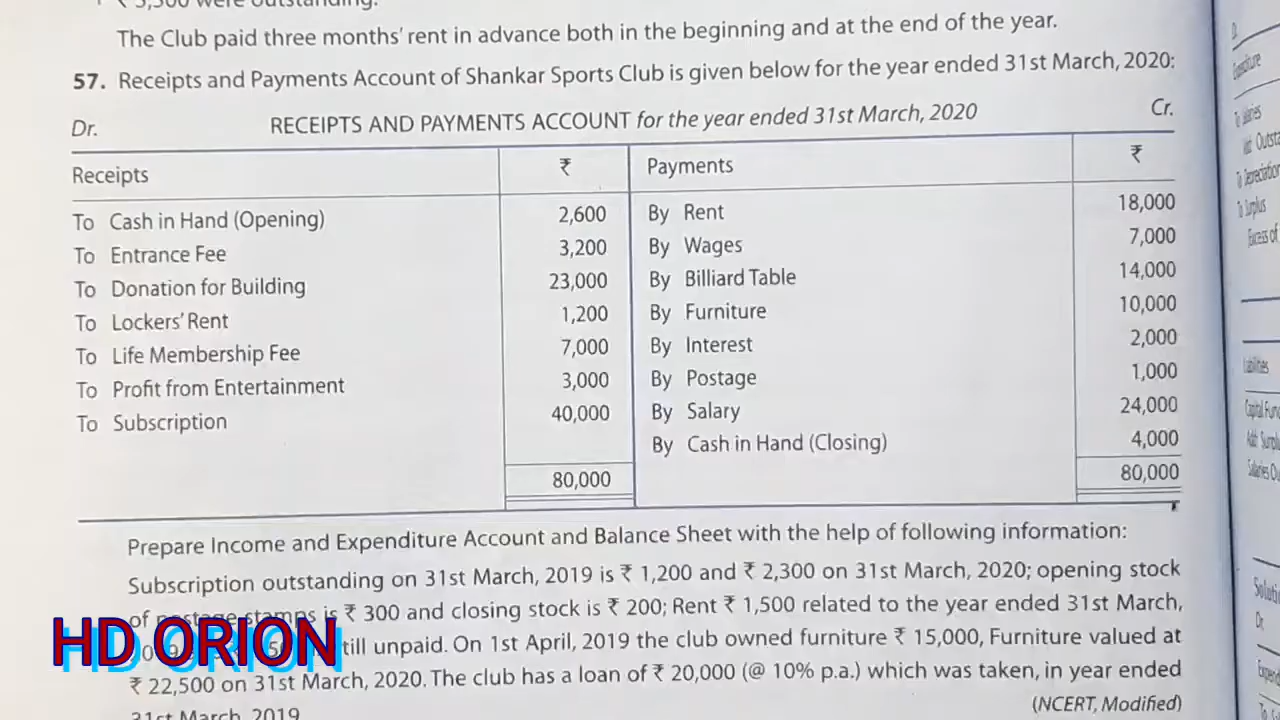 ₹ 3,500 were outstanding.
The Club paid three months' rent in advance both in the beginning and at the end of the year.
57. Receipts and Payments Account of Shankar Sports Club is given below for the year ended 31st March, 2020:
Dr. RECEIPTS AND PAYMENTS ACCOUNT for the year ended 31st March, 2020 Cr.
Receipts ₹ Payments ₹
To Cash in Hand (Opening) 2,600 By Rent 18,000
To Entrance Fee 3,200 By Wages 7,000
To Donation for Building 23,000 By Billiard Table 14,000
To Lockers' Rent 1,200 By Furniture 10,000
To Life Membership Fee 7,000 By Interest 2,000
To Profit from Entertainment 3,000 By Postage 1,000
To Subscription 40,000 By Salary 24,000
By Cash in Hand (Closing) 4,000
80,000 80,000
Prepare Income and Expenditure Account and Balance Sheet with the help of following information:
Subscription outstanding on 31st March, 2019 is ₹ 1,200 and ₹ 2,300 on 31st March, 2020; opening stock
of postage stamps is ₹ 300 and closing stock is ₹ 200; Rent ₹ 1,500 related to the year ended 31st March,
HD ORION
till unpaid. On 1st April, 2019 the club owned furniture ₹ 15,000, Furniture valued at
₹ 22,500 on 31st March, 2020. The club has a loan of ₹ 20,000 (@ 10% p.a.) which was taken, in year ended
31st March, 2019.
(NCERT, Modified)